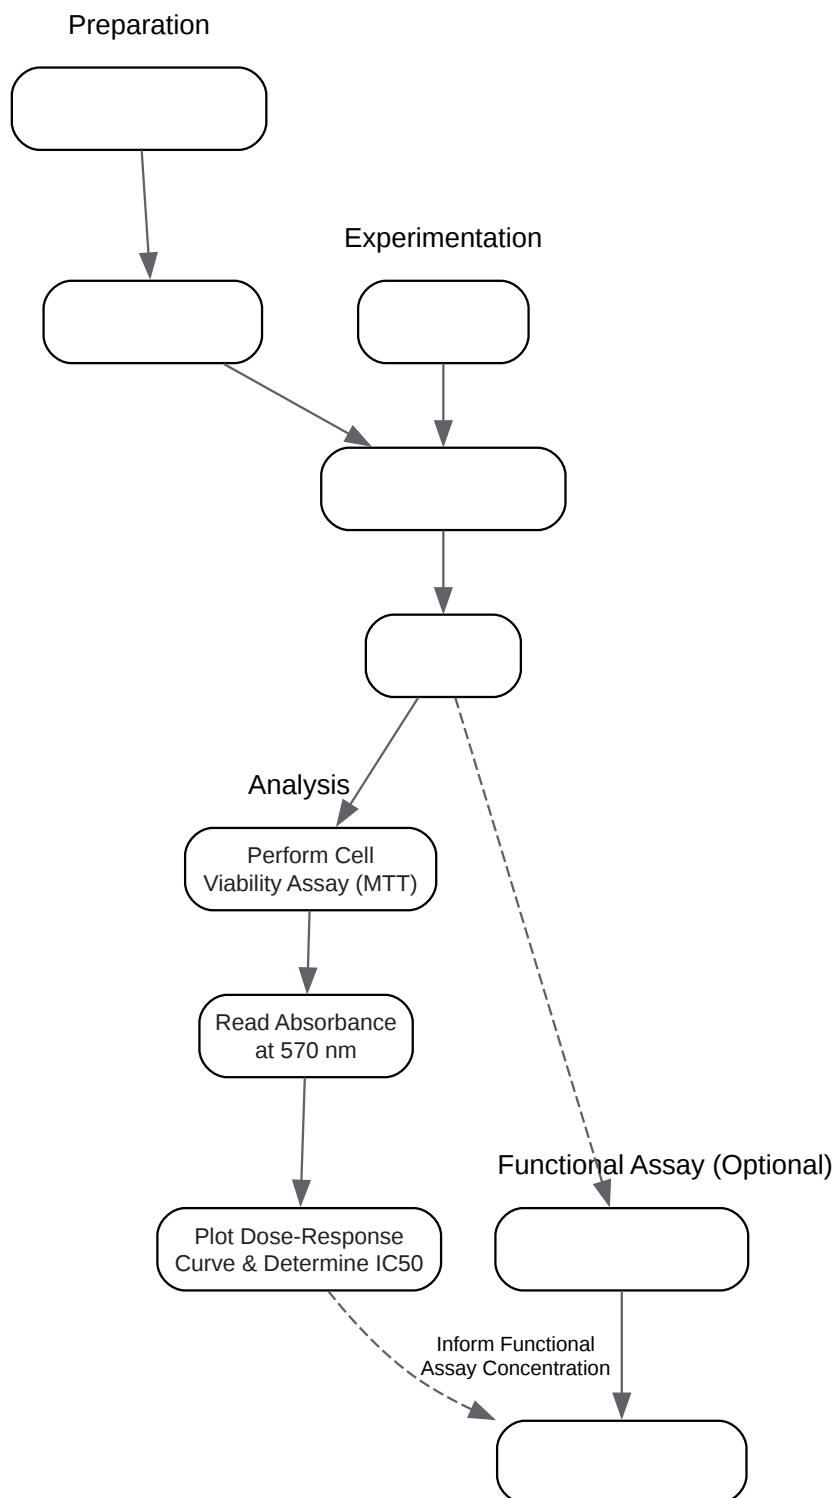 Preparation
Experimentation
Analysis
Perform Cell
Viability Assay (MTT)
Read Absorbance
at 570 nm
Functional Assay (Optional)
Plot Dose-Response
Curve & Determine IC50
Inform Functional
Assay Concentration